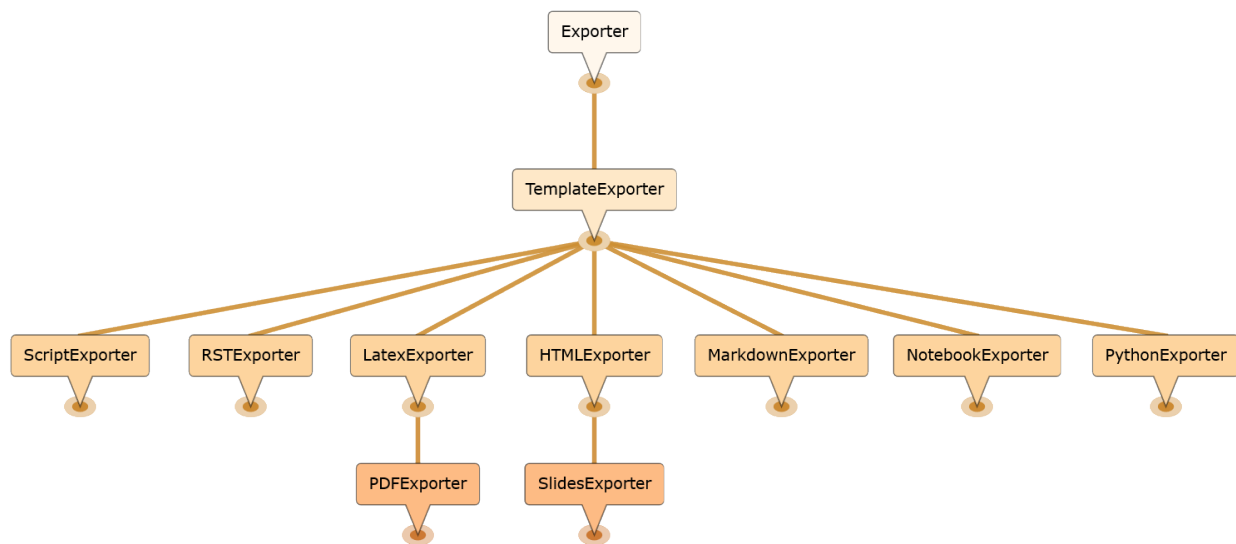 Exporter
TemplateExporter
ScriptExporter
RSTExporter
LatexExporter
HTMLExporter
MarkdownExporter
NotebookExporter
PythonExporter
PDFExporter
SlidesExporter